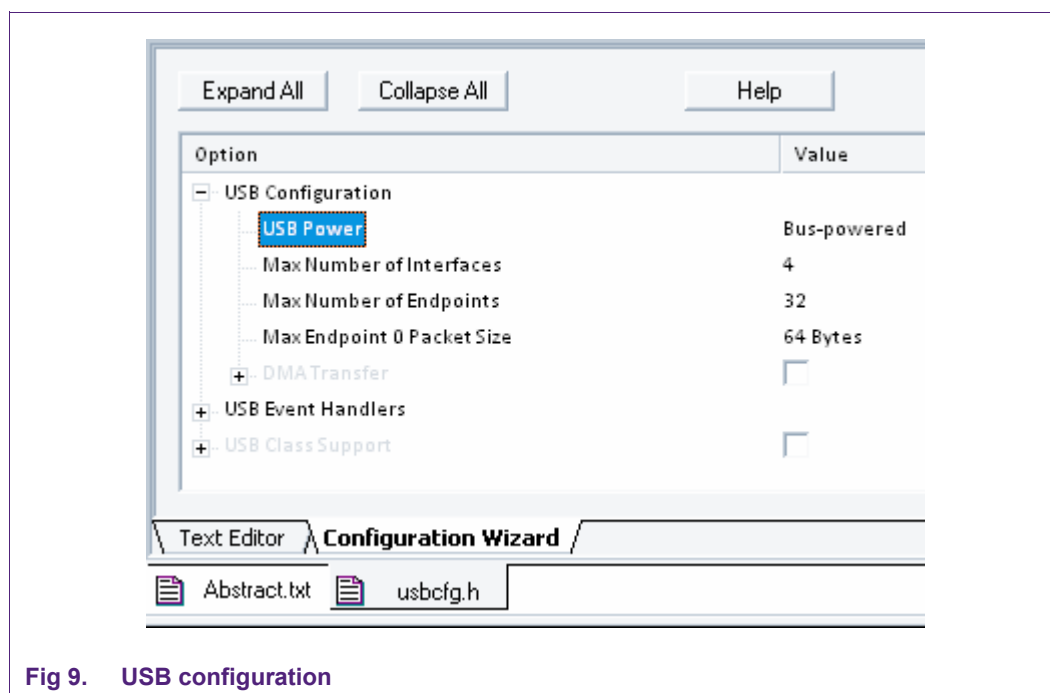 Expand All Collapse All Help
Option Value
USB Configuration
USB Power Bus-powered
Max Number of Interfaces 4
Max Number of Endpoints 32
Max Endpoint 0 Packet Size 64 Bytes
DMA Transfer
USB Event Handlers
USB Class Support
Text Editor Configuration Wizard
Abstract.txt usbcfg.h
Fig 9. USB configuration